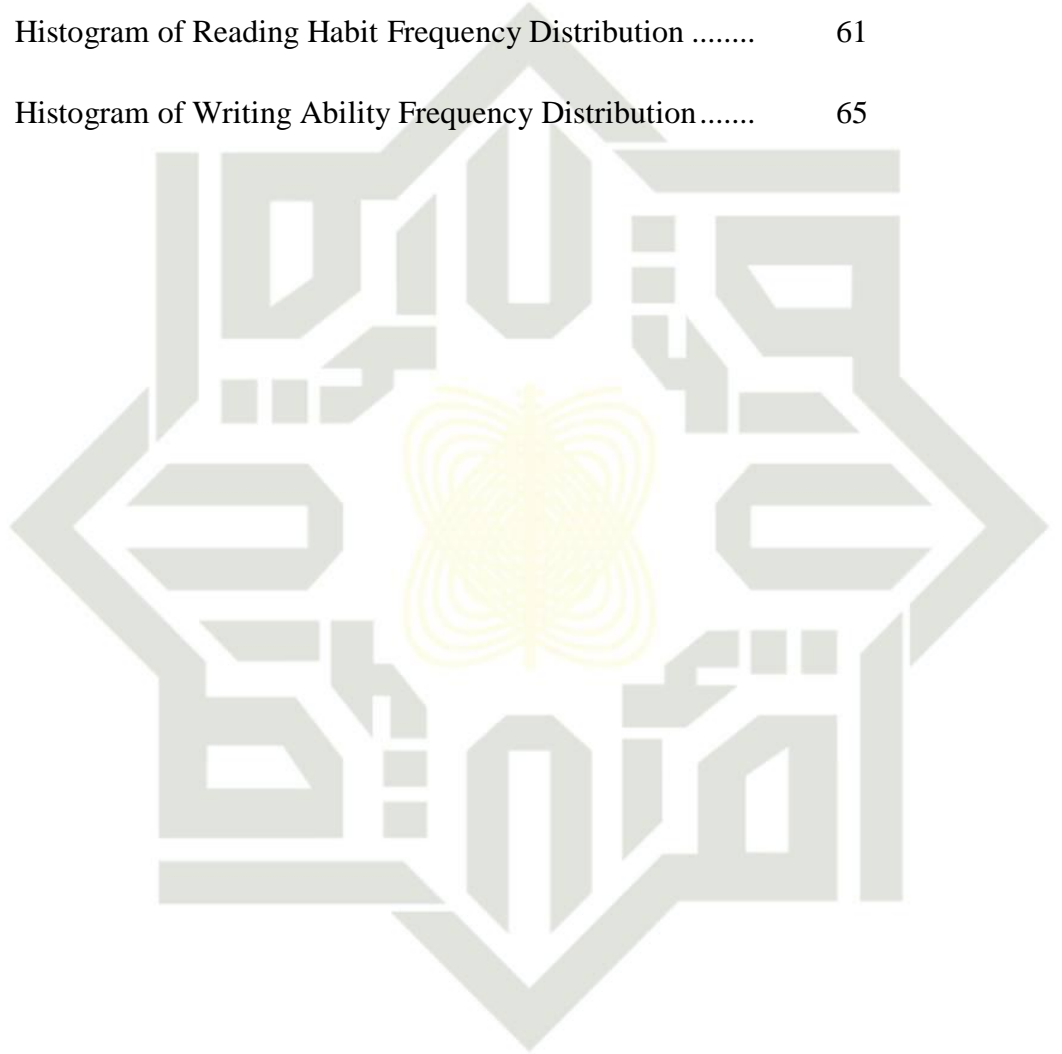 Histogram of Reading Habit Frequency Distribution ........ 61
Histogram of Writing Ability Frequency Distribution ....... 65